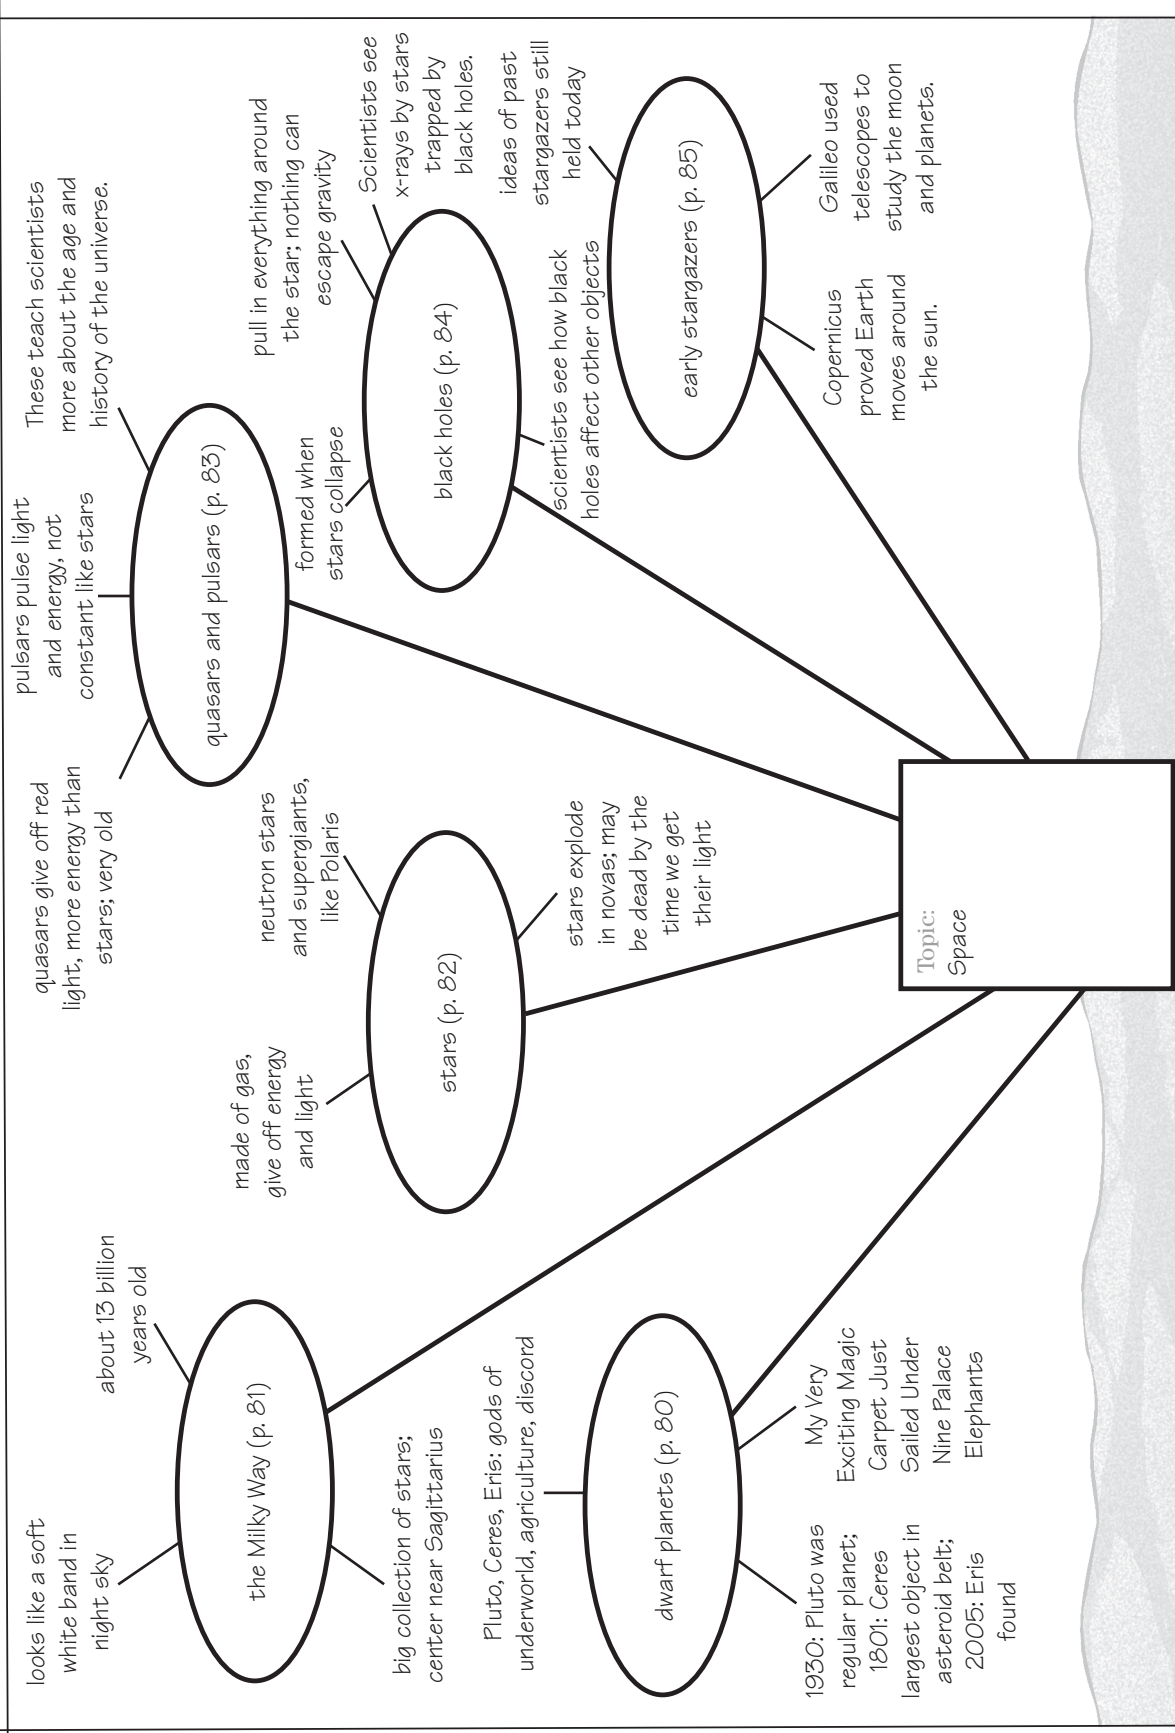 looks like a soft
white band in
night sky
about 13 billion
years old
the Milky Way (p. 81)
big collection of stars;
center near Sagittarius
Pluto, Ceres, Eris: gods of
underworld, agriculture, discord
dwarf planets (p. 80)
1930: Pluto was
regular planet;
1801: Ceres
largest object in
asteroid belt;
2005: Eris
found
My Very
Exciting Magic
Carpet Just
Sailed Under
Nine Palace
Elephants
made of gas,
give off energy
and light
neutron stars
and supergiants,
like Polaris
stars (p. 82)
stars explode
in novas; may
be dead by the
time we get
their light
quasars give off red
light, more energy than
stars; very old
pulsars pulse light
and energy, not
constant like stars
These teach scientists
more about the age and
history of the universe.
quasars and pulsars (p. 83)
formed when
stars collapse
pull in everything around
the star; nothing can
escape gravity
Scientists see
x-rays by stars
trapped by
black holes.
black holes (p. 84)
scientists see how black
holes affect other objects
ideas of past
stargazers still
held today
early stargazers (p. 85)
Copernicus
proved Earth
moves around
the sun.
Galileo used
telescopes to
study the moon
and planets.
Topic:
Space